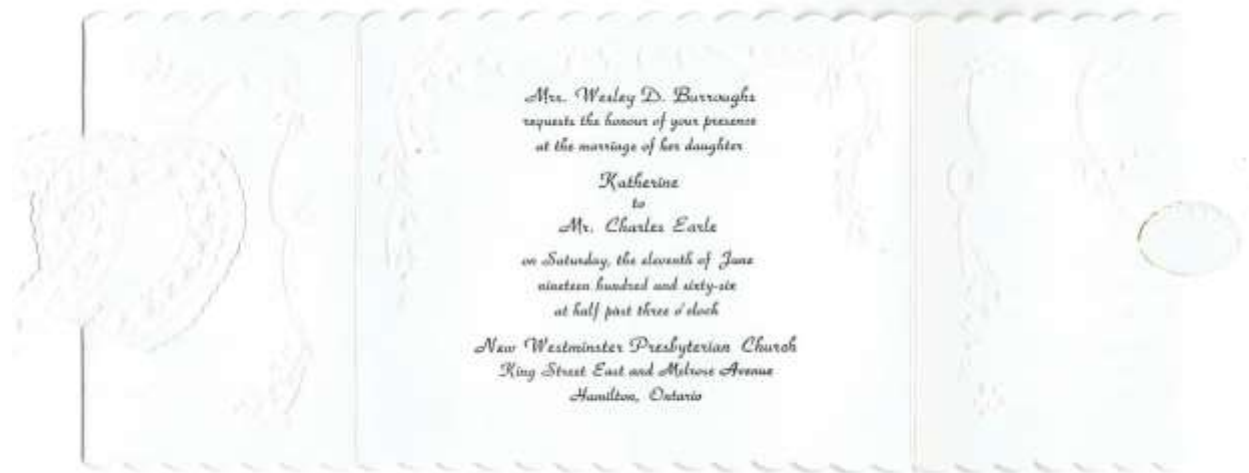 Mrs. Wesley D. Burroughs
requests the honour of your presence
at the marriage of her daughter
Katherine
to
Mr. Charles Earle
on Saturday, the eleventh of June
nineteen hundred and sixty-six
at half past three o'clock
New Westminster Presbyterian Church
King Street East and Melrose Avenue
Hamilton, Ontario